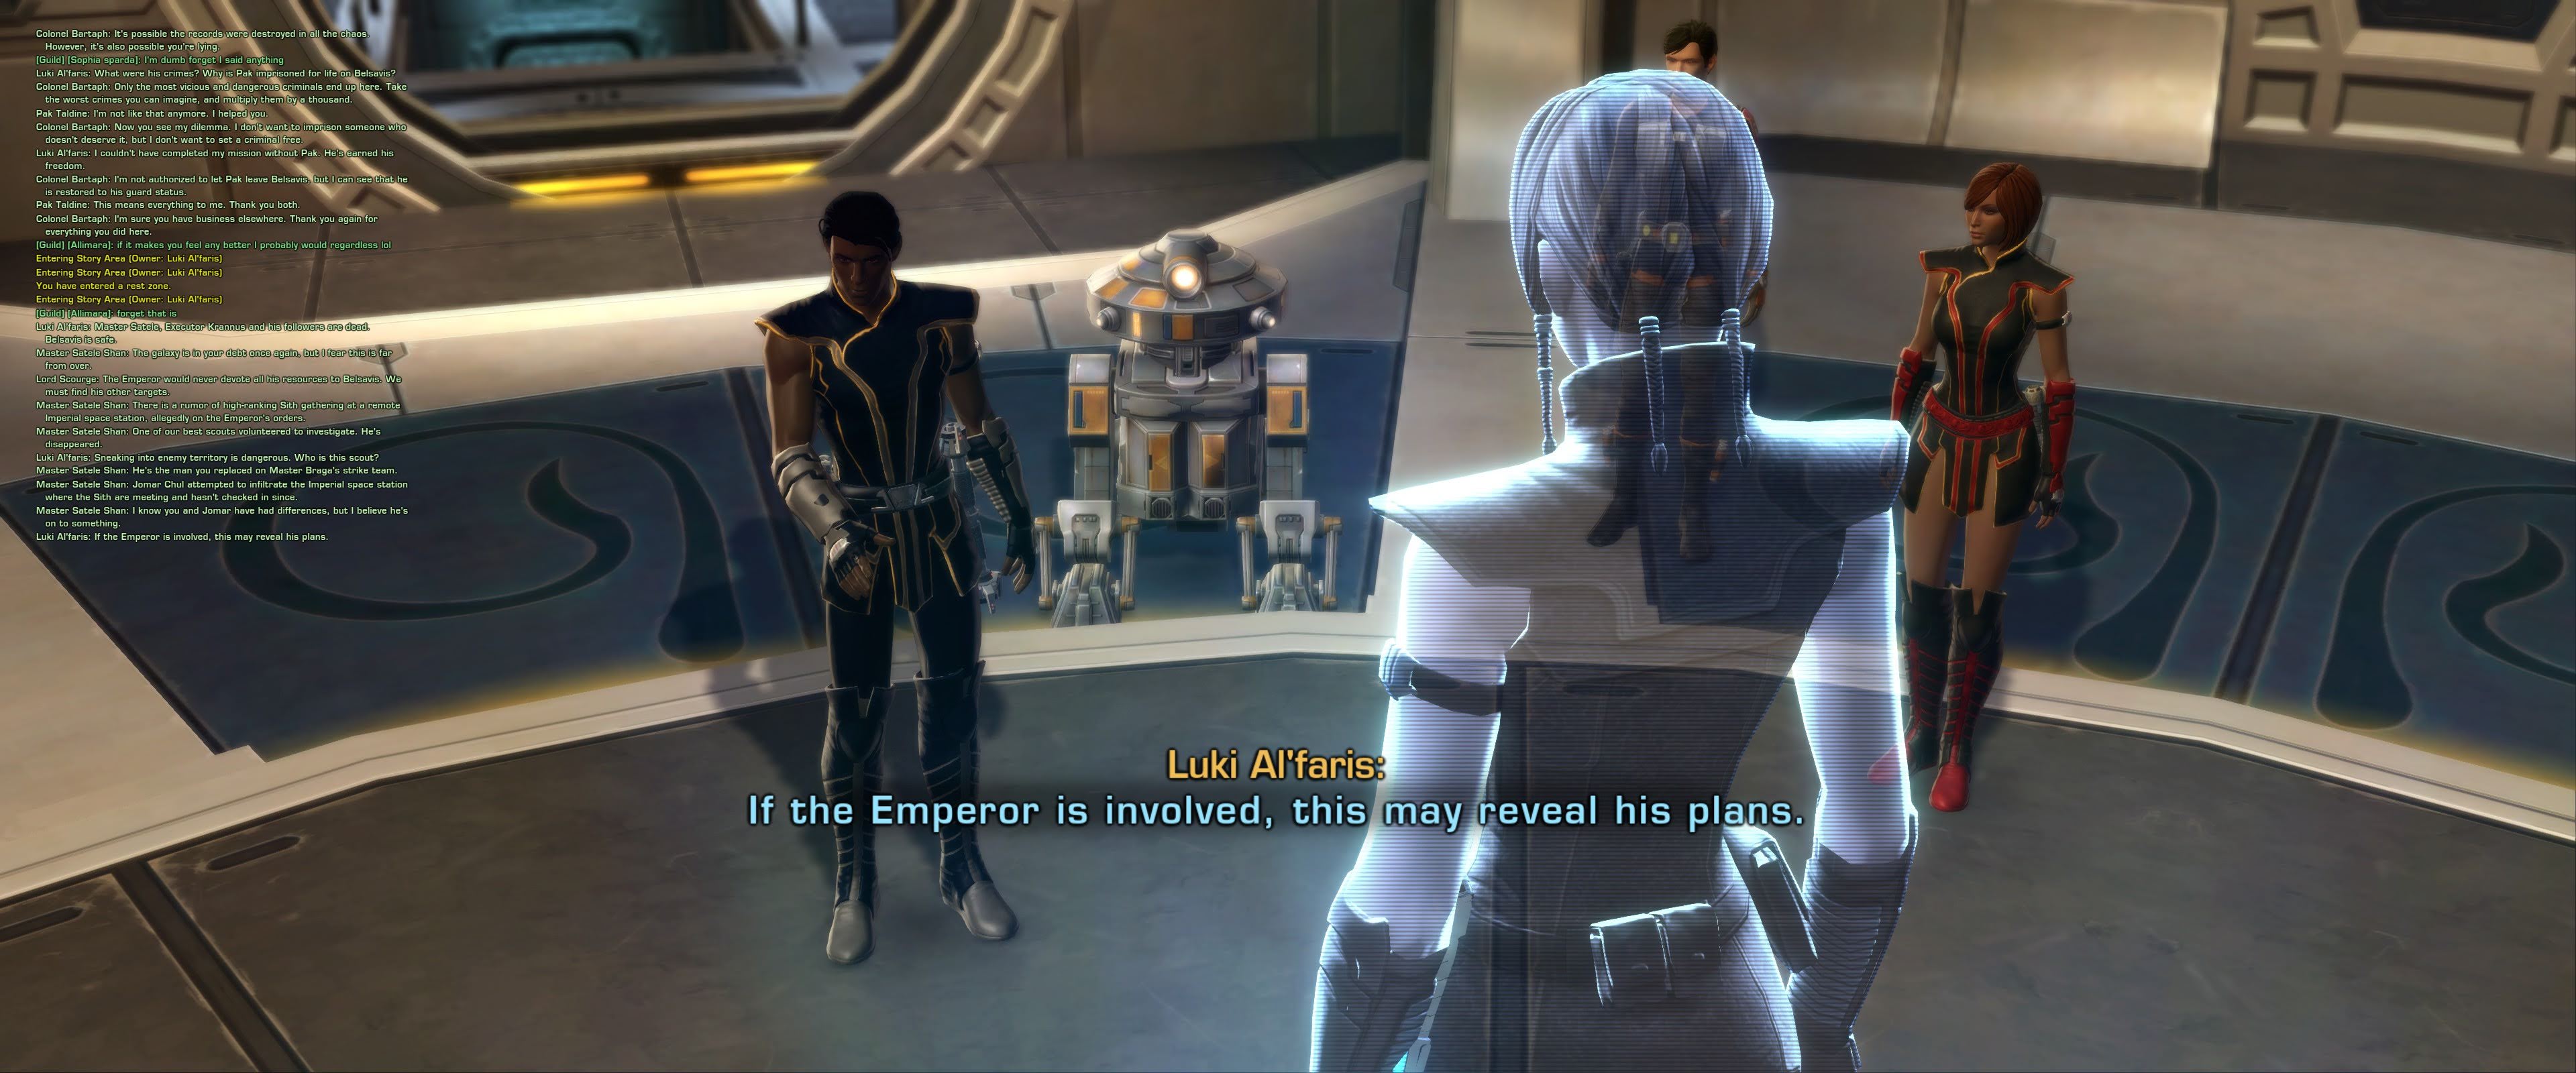 Colonel Bartaph: It's possible the records were destroyed in all the chaos.
However, it's also possible you're lying.
[Guild] [Sophia sparda]: I'm dumb forget I said anything
Luki Al'faris: What were his crimes? Why is Pak imprisoned for life on Belsavis?
Colonel Bartaph: Only the most vicious and dangerous criminals end up here. Take
the worst crimes you can imagine, and multiply them by a thousand.
Pak Taldine: I'm not like that anymore. I helped you.
Colonel Bartaph: Now you see my dilemma. I don't want to imprison someone who
doesn't deserve it, but I don't want to set a criminal free.
Luki Al'faris: I couldn't have completed my mission without Pak. He's earned his
freedom.
Colonel Bartaph: I'm not authorized to let Pak leave Belsavis, but I can see that he
is restored to his guard status.
Pak Taldine: This means everything to me. Thank you both.
Colonel Bartaph: I'm sure you have business elsewhere. Thank you again for
everything you did here.
[Guild] [Allimara]: if it makes you feel any better I probably would regardless lol
Entering Story Area (Owner: Luki Al'faris)
Entering Story Area (Owner: Luki Al'faris)
You have entered a rest zone.
Entering Story Area (Owner: Luki Al'faris)
[Guild] [Allimara]: forget that is
Luki Al'faris: Master Satele, Executor Krannus and his followers are dead.
Belsavis is safe.
Master Satele Shan: The galaxy is in your debt once again, but I fear this is far
from over.
Lord Scourge: The Emperor would never devote all his resources to Belsavis. We
must find his other targets.
Master Satele Shan: There is a rumor of high-ranking Sith gathering at a remote
Imperial space station, allegedly on the Emperor's orders.
Master Satele Shan: One of our best scouts volunteered to investigate. He's
disappeared.
Luki Al'faris: Sneaking into enemy territory is dangerous. Who is this scout?
Master Satele Shan: He's the man you replaced on Master Braga's strike team.
Master Satele Shan: Jomar Chul attempted to infiltrate the Imperial space station
where the Sith are meeting and hasn't checked in since.
Master Satele Shan: I know you and Jomar have had differences, but I believe he's
on to something.
Luki Al'faris: If the Emperor is involved, this may reveal his plans.
Luki Al'faris:
If the Emperor is involved, this may reveal his plans.